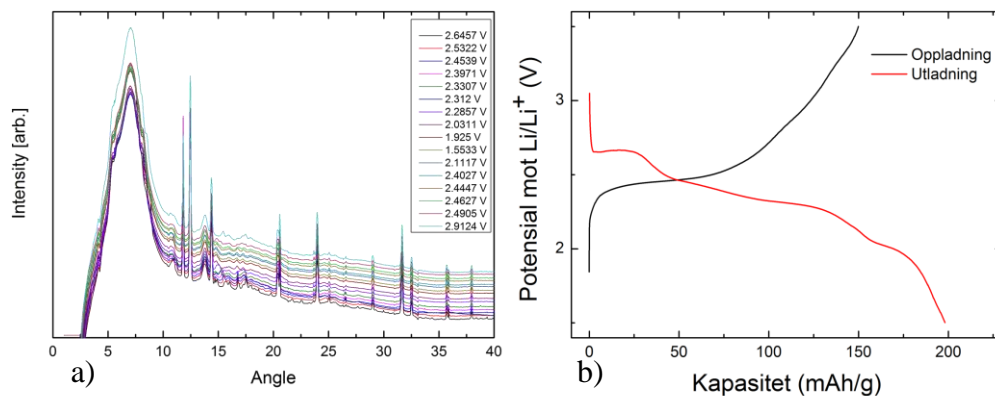 Intensity [arb.]
2.6457 V
2.5322 V
2.4539 V
2.3971 V
2.3307 V
2.312 V
2.2857 V
2.0311 V
1.925 V
1.5533 V
2.1117 V
2.4027 V
2.4447 V
2.4627 V
2.4905 V
2.9124 V
0 5 10 15 20 25 30 35 40
Angle
a)
Potensial mot Li/Li⁺ (V)
Oppladning
Utladning
3
2
0 50 100 150 200
Kapasitet (mAh/g)
b)